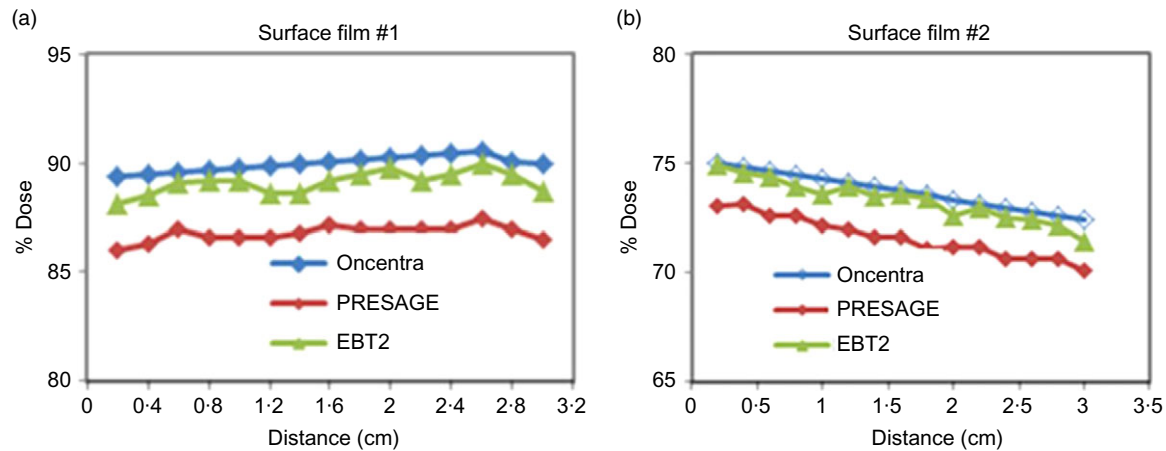 (a)
Surface film #1
% Dose
95
90
85
80
0 0·4 0·8 1·2 1·6 2·0 2·4 2·8 3·2
Distance (cm)
Oncentra
PRESAGE
EBT2
(b)
Surface film #2
% Dose
80
75
70
65
0 0·5 1 1·5 2 2·5 3 3·5
Distance (cm)
Oncentra
PRESAGE
EBT2